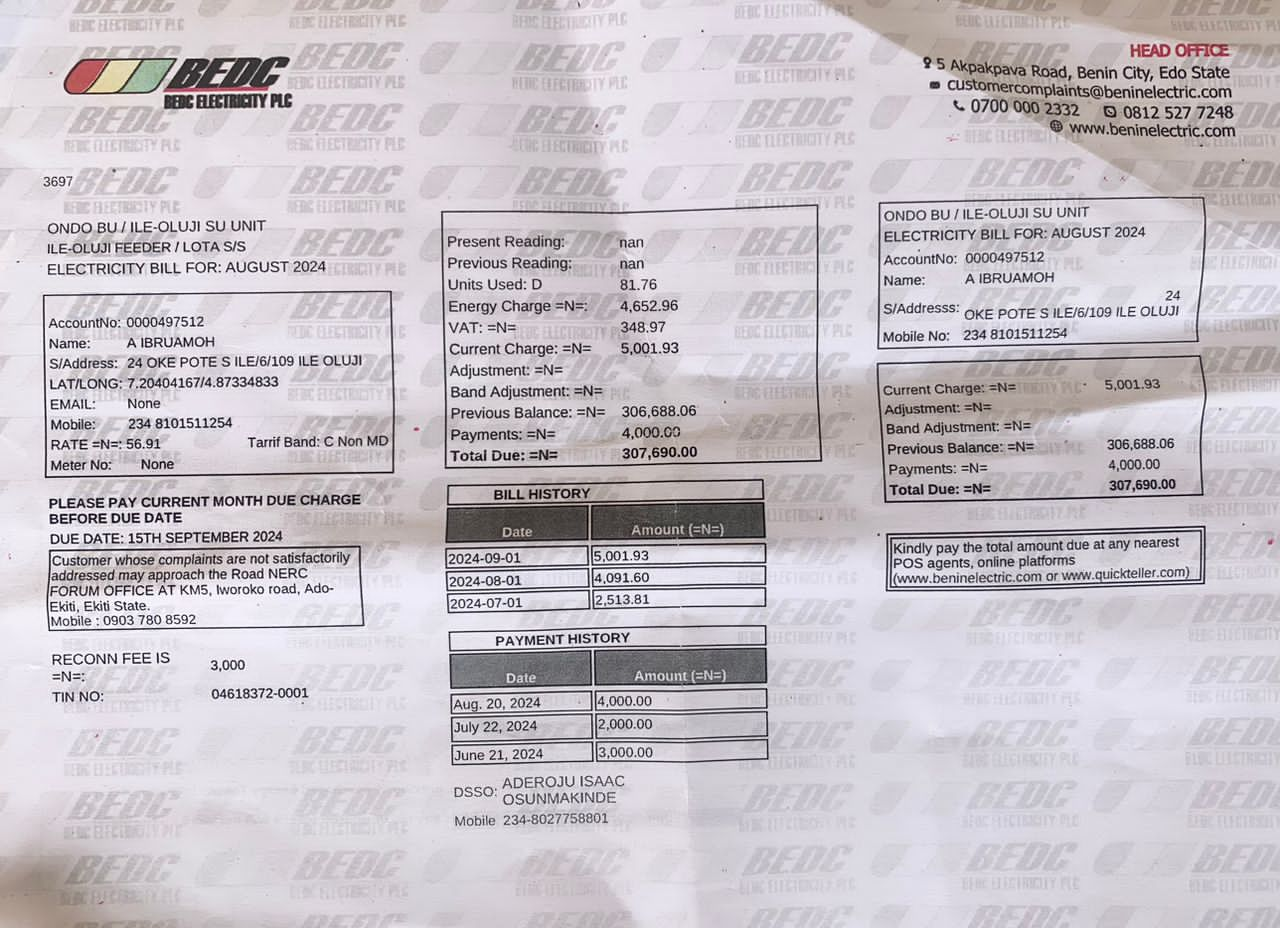 BEDC
BEDC ELECTRICITY PLC
HEAD OFFICE
5 Akpakpava Road, Benin City, Edo State
customercomplaints@beninelectric.com
0700 000 2332 0812 527 7248
www.beninelectric.com
3697
ONDO BU / ILE-OLUJI SU UNIT
ILE-OLUJI FEEDER / LOTA S/S
ELECTRICITY BILL FOR: AUGUST 2024
AccountNo: 0000497512
Name: A IBRUAMOH
S/Address: 24 OKE POTE S ILE/6/109 ILE OLUJI
LAT/LONG: 7.20404167/4.87334833
EMAIL: None
Mobile: 234 8101511254
RATE =N=: 56.91 Tarrif Band: C Non MD
Meter No: None
PLEASE PAY CURRENT MONTH DUE CHARGE
BEFORE DUE DATE
DUE DATE: 15TH SEPTEMBER 2024
Customer whose complaints are not satisfactorily
addressed may approach the Road NERC
FORUM OFFICE AT KM5, Iworoko road, Ado-
Ekiti, Ekiti State.
Mobile : 0903 780 8592
RECONN FEE IS
=N=: 3,000
TIN NO: 04618372-0001
Present Reading: nan
Previous Reading: nan
Units Used: D 81.76
Energy Charge =N=: 4,652.96
VAT: =N= 348.97
Current Charge: =N= 5,001.93
Adjustment: =N=
Band Adjustment: =N=
Previous Balance: =N= 306,688.06
Payments: =N= 4,000.00
Total Due: =N= 307,690.00
BILL HISTORY
Date Amount (=N=)
2024-09-01 5,001.93
2024-08-01 4,091.60
2024-07-01 2,513.81
PAYMENT HISTORY
Date Amount (=N=)
Aug. 20, 2024 4,000.00
July 22, 2024 2,000.00
June 21, 2024 3,000.00
DSSO: ADEROJU ISAAC
OSUNMAKINDE
Mobile 234-8027758801
ONDO BU / ILE-OLUJI SU UNIT
ELECTRICITY BILL FOR: AUGUST 2024
AccountNo: 0000497512
Name: A IBRUAMOH
24
S/Addresss: OKE POTE S ILE/6/109 ILE OLUJI
Mobile No: 234 8101511254
Current Charge: =N= 5,001.93
Adjustment: =N=
Band Adjustment: =N=
Previous Balance: =N= 306,688.06
Payments: =N= 4,000.00
Total Due: =N= 307,690.00
Kindly pay the total amount due at any nearest
POS agents, online platforms
(www.beninelectric.com or www.quickteller.com)